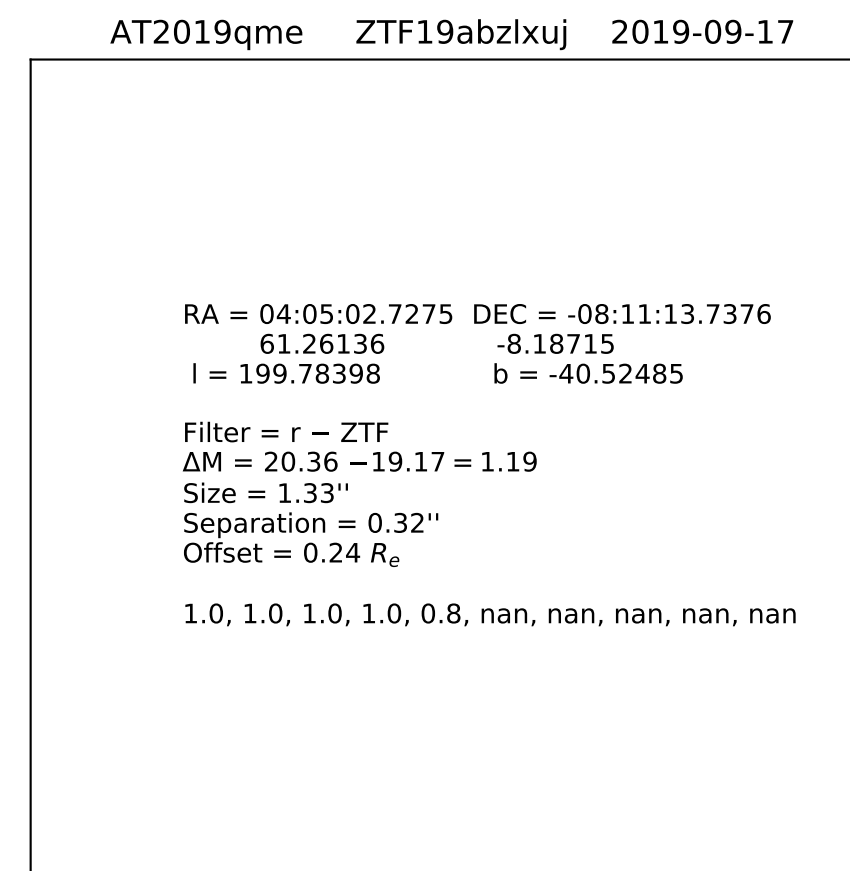 AT2019qme ZTF19abzlxuj 2019-09-17
RA = 04:05:02.7275 DEC = -08:11:13.7376
61.26136 -8.18715
l = 199.78398 b = -40.52485
Filter = r − ZTF
ΔM = 20.36 −19.17 = 1.19
Size = 1.33''
Separation = 0.32''
Offset = 0.24 Rₑ
1.0, 1.0, 1.0, 1.0, 0.8, nan, nan, nan, nan, nan